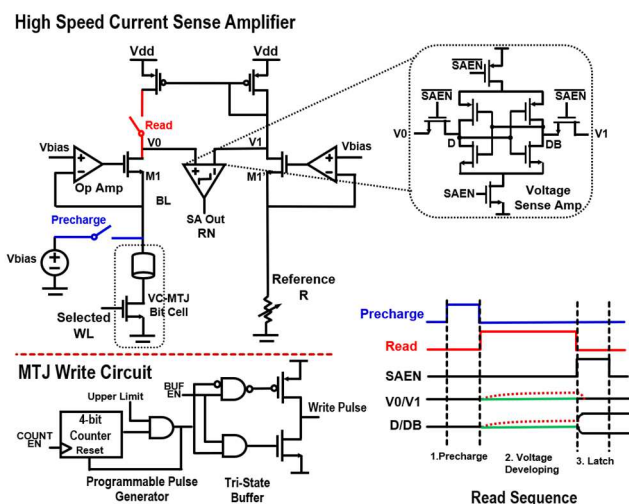 High Speed Current Sense Amplifier
Vdd
Vdd
Read
Vbias
V0
V1
Vbias
Op Amp
M1
M1'
BL
SA Out
RN
Precharge
Vbias
VC-MTJ
Bit Cell
Selected
WL
Reference
R
SAEN
SAEN
SAEN
V0
D
DB
V1
SAEN
Voltage
Sense Amp
MTJ Write Circuit
Upper Limit
BUF
EN
4-bit
Counter
Reset
COUNT
EN
Write Pulse
Programmable Pulse
Generator
Tri-State
Buffer
Precharge
Read
SAEN
V0/V1
D/DB
1.Precharge
2. Voltage
Developing
3. Latch
Read Sequence